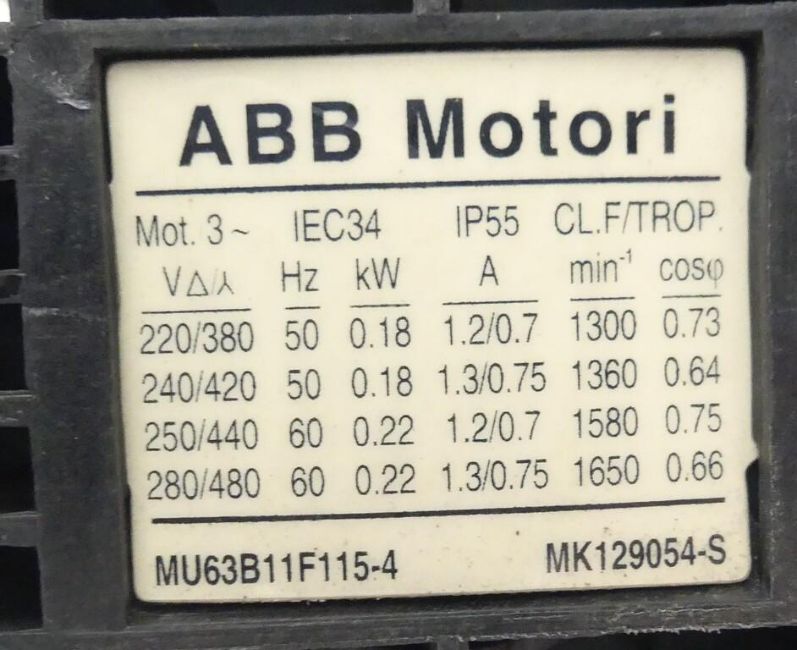 ABB Motori
Mot. 3~ IEC34 IP55 CL.F/TROP.
V△/⅄ Hz kW A min⁻¹ cosφ
220/380 50 0.18 1.2/0.7 1300 0.73
240/420 50 0.18 1.3/0.75 1360 0.64
250/440 60 0.22 1.2/0.7 1580 0.75
280/480 60 0.22 1.3/0.75 1650 0.66
MU63B11F115-4 MK129054-S